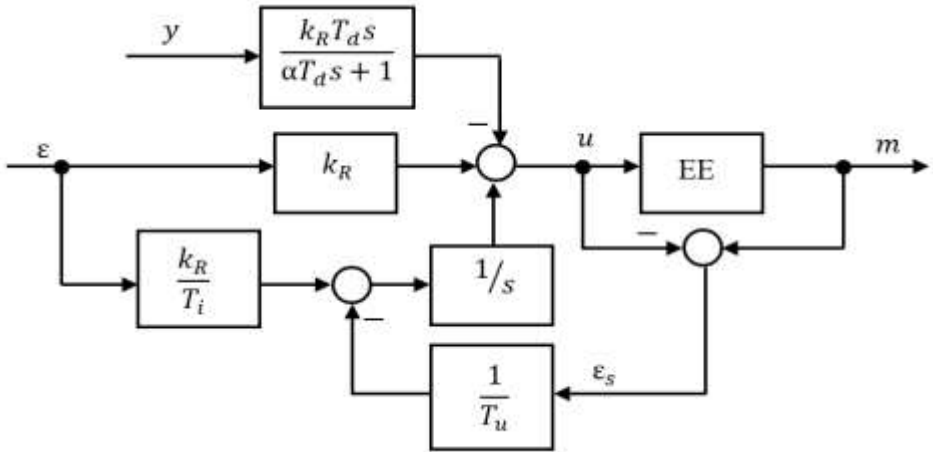 y
k_R T_d s
αT_d s + 1
−
ε
k_R
u
EE
m
−
k_R
T_i
−
1/s
1
T_u
ε_s